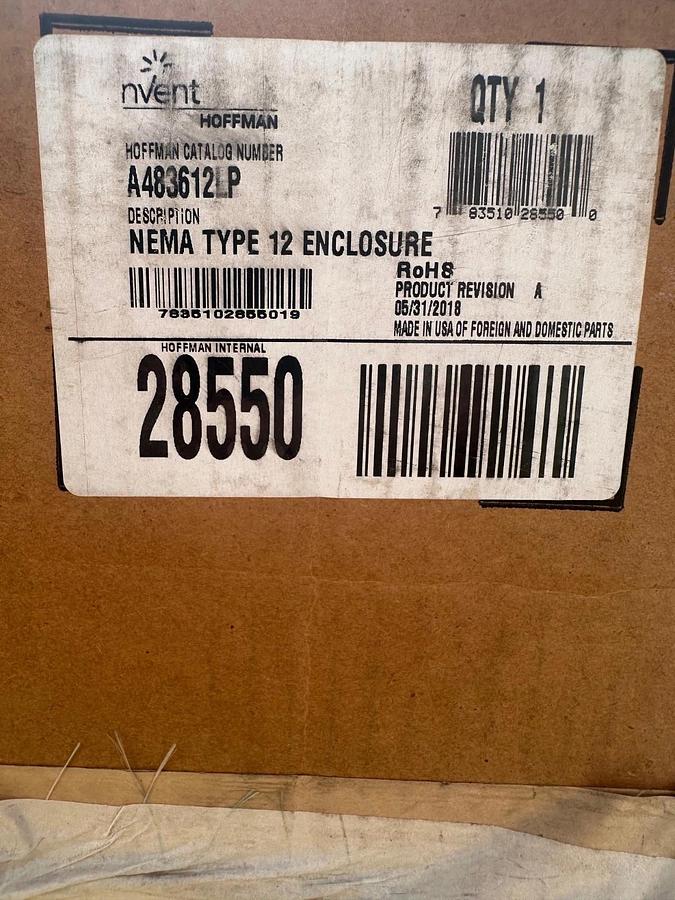 nVent
HOFFMAN
QTY 1
HOFFMAN CATALOG NUMBER
A483612LP
7 83510 28550 0
DESCRIPTION
NEMA TYPE 12 ENCLOSURE
RoHS
7835102855019
PRODUCT REVISION A
05/31/2018
MADE IN USA OF FOREIGN AND DOMESTIC PARTS
HOFFMAN INTERNAL
28550